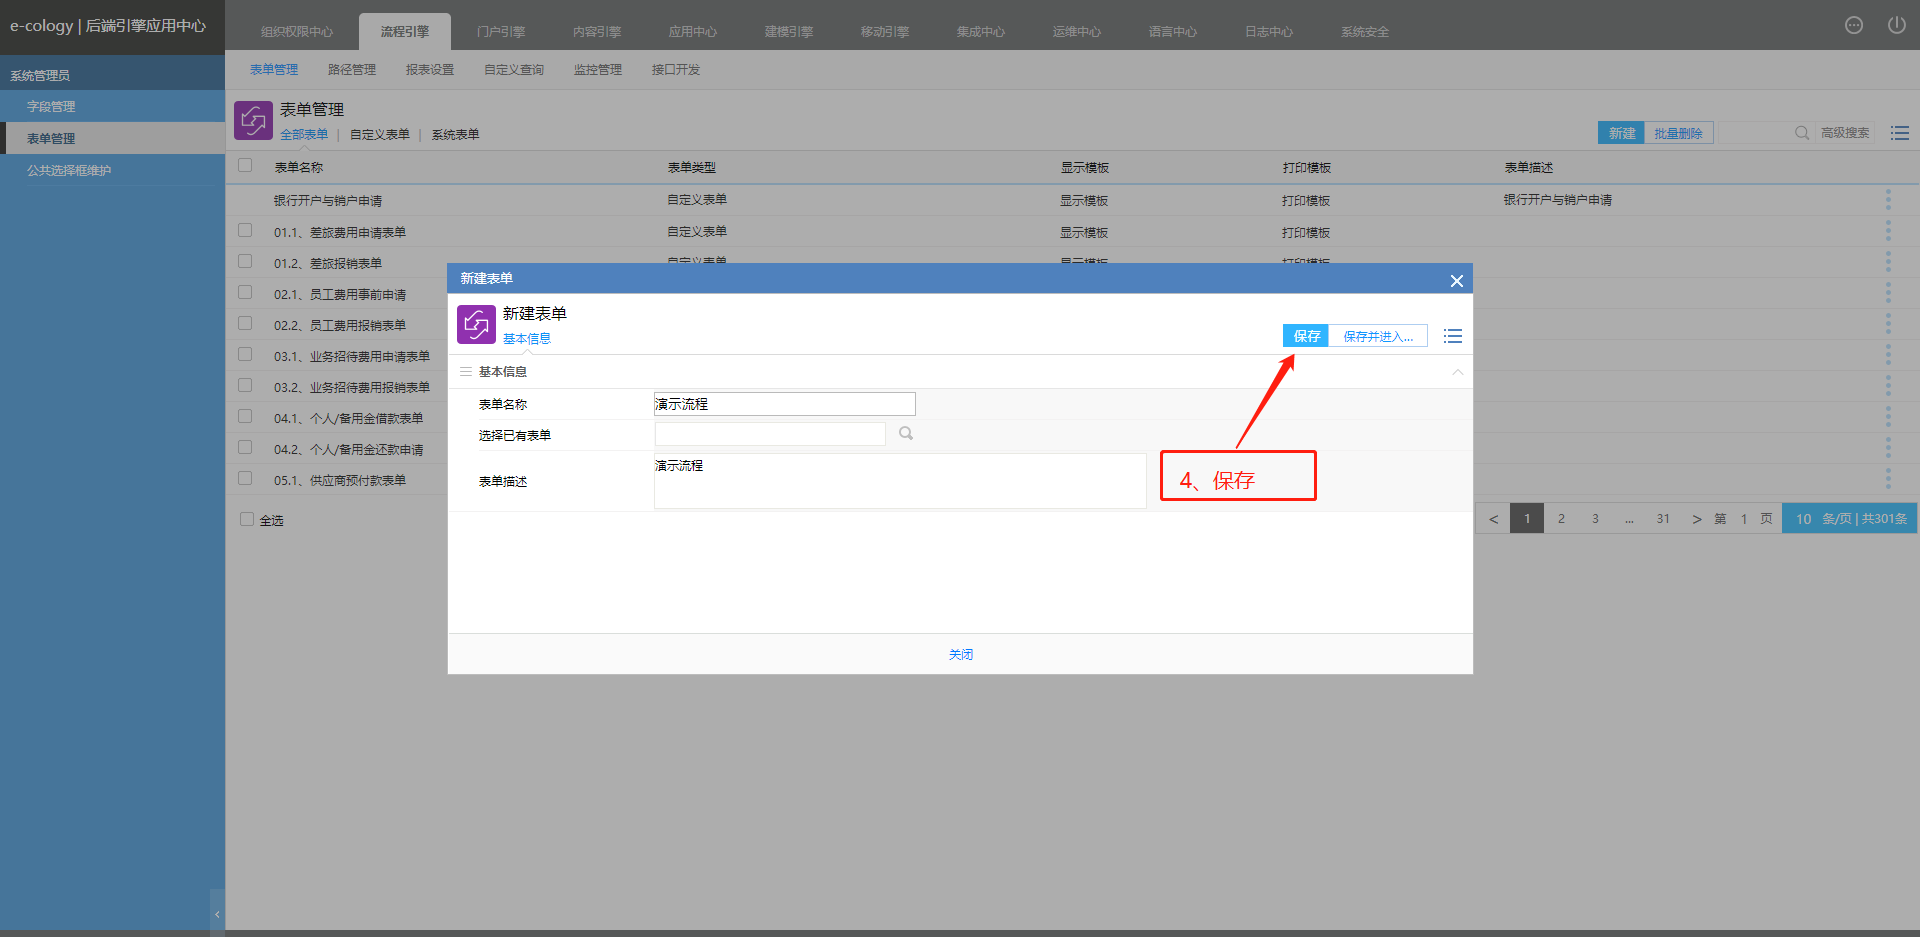 e-cology | 后端引擎应用中心
组织权限中心 流程引擎 门户引擎 内容引擎 应用中心 建模引擎 移动引擎 集成中心 运维中心 语言中心 日志中心 系统安全
系统管理员
字段管理
表单管理
公共选择框维护
表单管理 路径管理 报表设置 自定义查询 监控管理 接口开发
表单管理
全部表单 | 自定义表单 | 系统表单
新建 批量删除 高级搜索
表单名称 表单类型 显示模板 打印模板 表单描述
银行开户与销户申请 自定义表单 显示模板 打印模板 银行开户与销户申请
01.1、差旅费用申请表单 自定义表单 显示模板 打印模板
01.2、差旅报销表单 自定义表单 显示模板 打印模板
02.1、员工费用事前申请
02.2、员工费用报销表单
03.1、业务招待费用申请表单
03.2、业务招待费用报销表单
04.1、个人/备用金借款表单
04.2、个人/备用金还款申请
05.1、供应商预付款表单
全选
< 1 2 3 ... 31 > 第 1 页 10 条/页 | 共301条
新建表单
新建表单
基本信息
保存 保存并进入...
基本信息
表单名称 演示流程
选择已有表单
表单描述 演示流程
4、保存
关闭